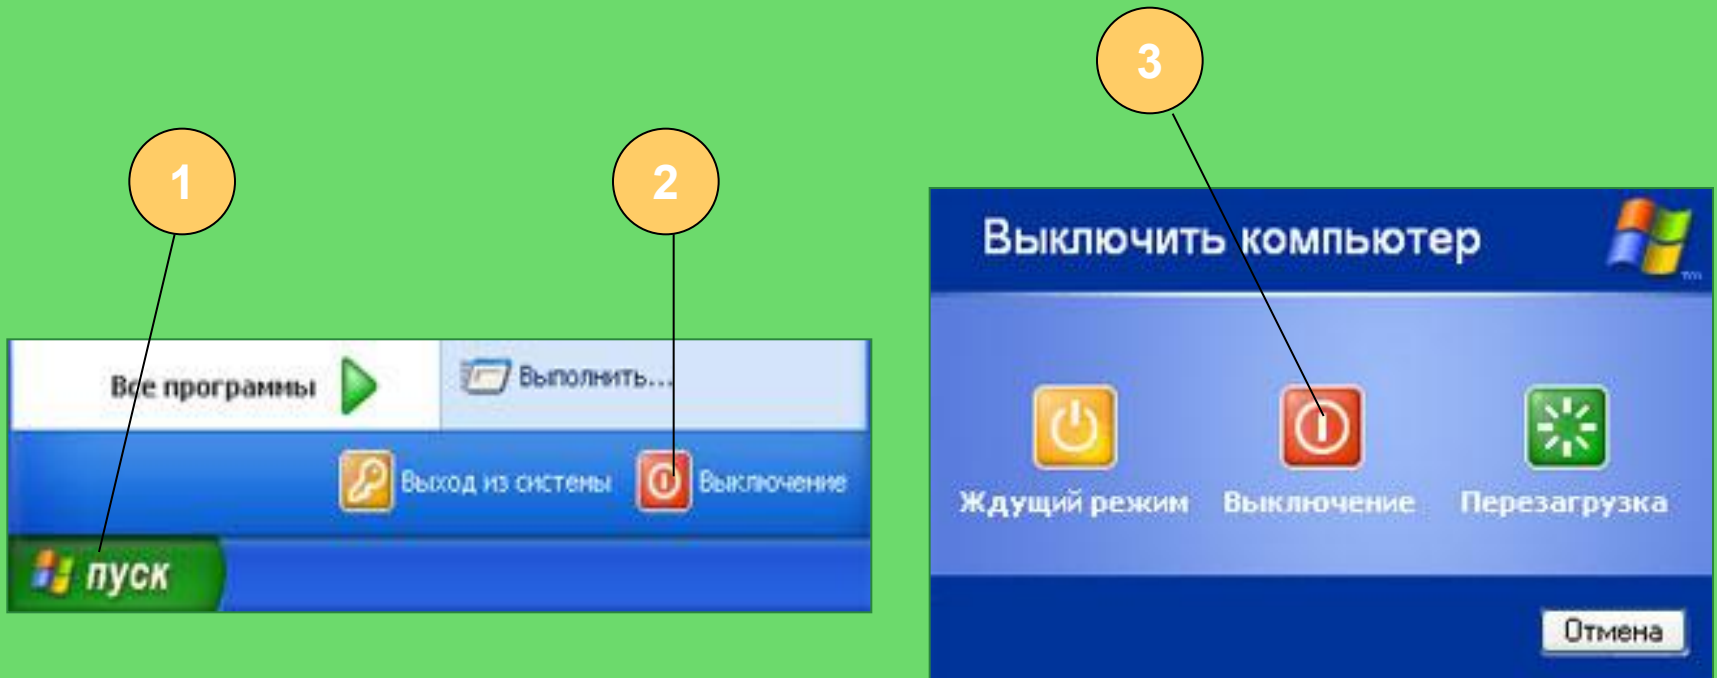 1
2
3
Все программы
Выполнить...
Выход из системы
Выключение
пуск
Выключить компьютер
Ждущий режим
Выключение
Перезагрузка
Отмена